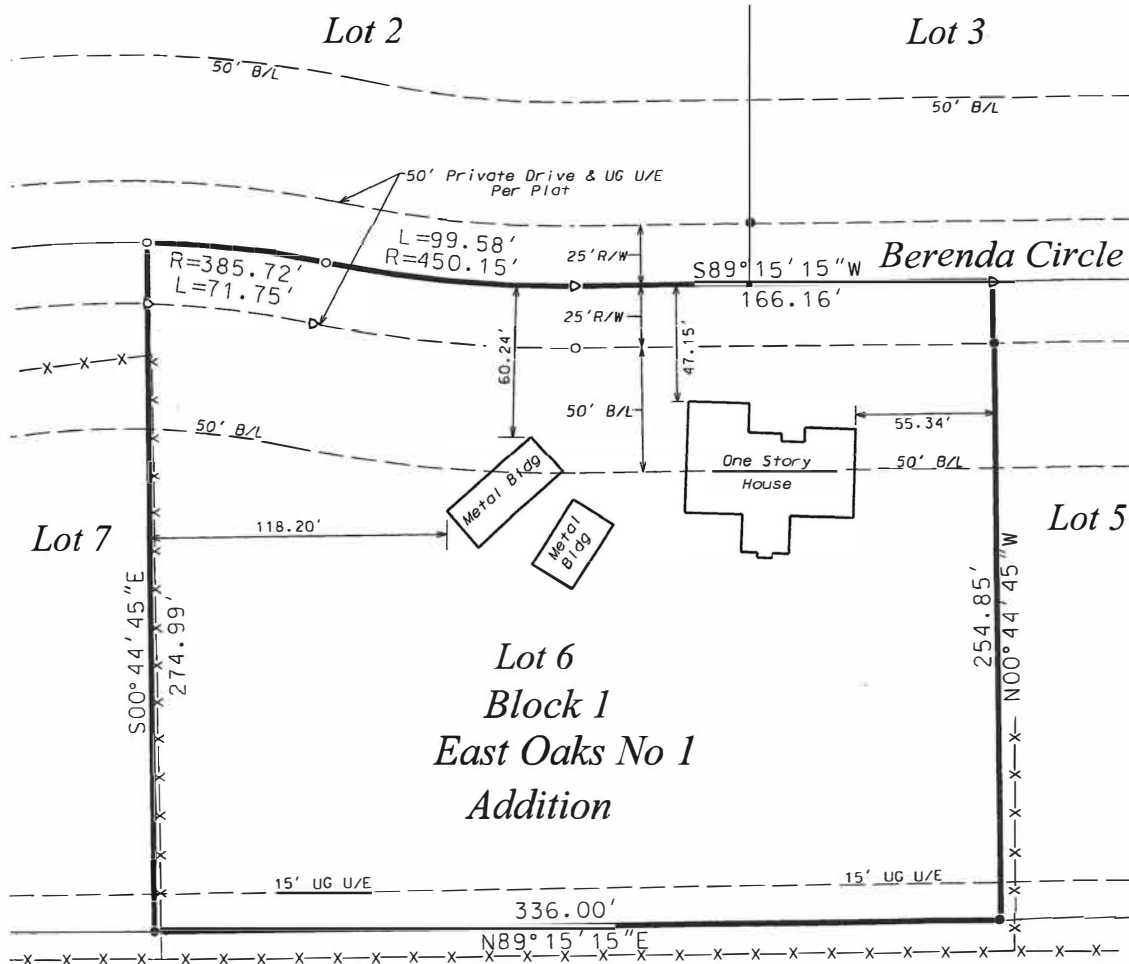 Lot 2
Lot 3
50' B/L
50' B/L
50' Private Drive & UG U/E
Per Plat
L=99.58'
R=450.15'
R=385.72'
L=71.75'
25'R/W
S89°15'15"W
Berenda Circle
166.16'
25'R/W
60.24'
47.15'
50' B/L
55.34'
50' B/L
One Story
House
50' B/L
Metal Bldg
Metal
Bldg
118.20'
Lot 7
Lot 5
S00°44'45"E
274.99'
254.85'
N00°44'45"W
Lot 6
Block 1
East Oaks No 1
Addition
15' UG U/E
15' UG U/E
336.00'
N89°15'15"E